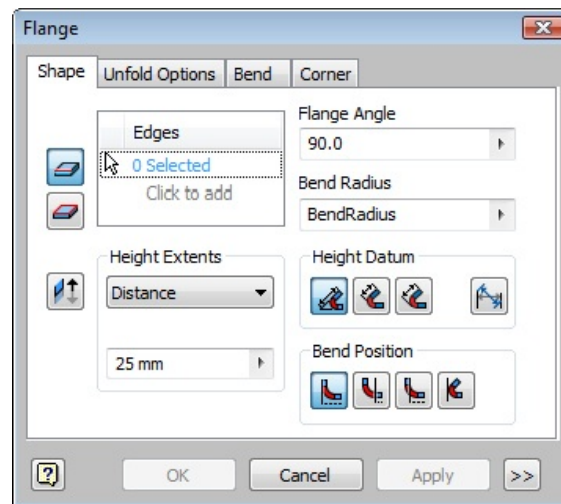 Flange
Shape
Unfold Options
Bend
Corner
Edges
0 Selected
Click to add
Flange Angle
90.0
Bend Radius
BendRadius
Height Extents
Distance
25 mm
Height Datum
Bend Position
?
OK
Cancel
Apply
>>